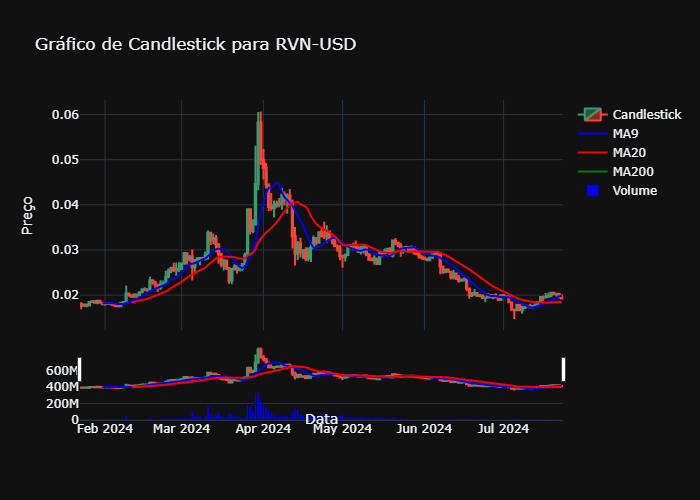 Gráfico de Candlestick para RVN-USD
0.06
0.05
0.04
0.03
0.02
Preço
Candlestick
MA9
MA20
MA200
Volume
600M
400M
200M
0
Data
Feb 2024
Mar 2024
Apr 2024
May 2024
Jun 2024
Jul 2024